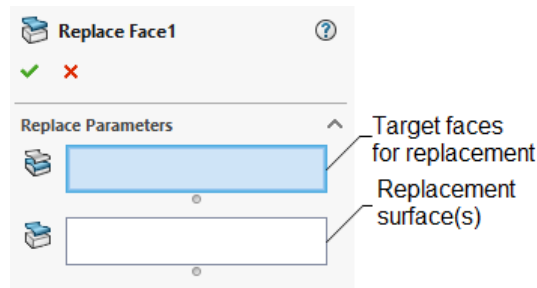 Replace Face1
?
Replace Parameters
Target faces
for replacement
Replacement
surface(s)